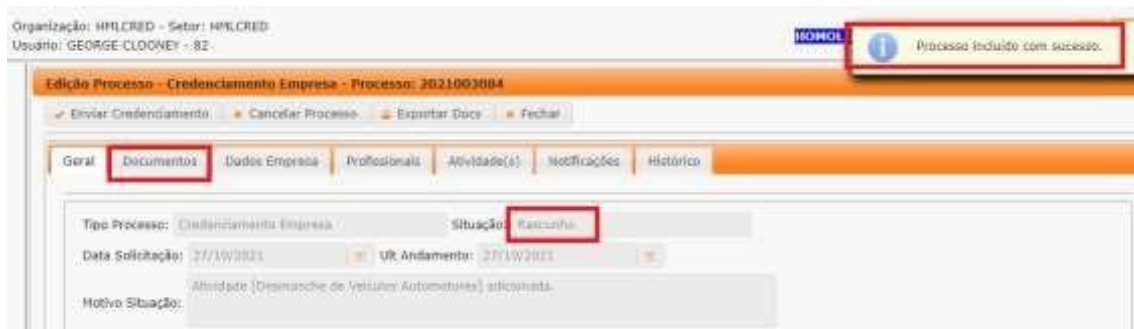 Organização: HMLCRED - Setor: HMLCRED
Usuário: GEORGE CLOONEY - 82
HOMOL
Processo incluído com sucesso.
Edição Processo - Credenciamento Empresa - Processo: 2021003084
Enviar Credenciamento Cancelar Processo Exportar Docs Fechar
Geral Documentos Dados Empresa Profissionais Atividade(s) Notificações Histórico
Tipo Processo: Credenciamento Empresa Situação: Rascunho
Data Solicitação: 27/10/2021 Ult Andamento: 27/10/2021
Motivo Situação: Atividade [Desmanche de Veículos Automotores] adicionada.